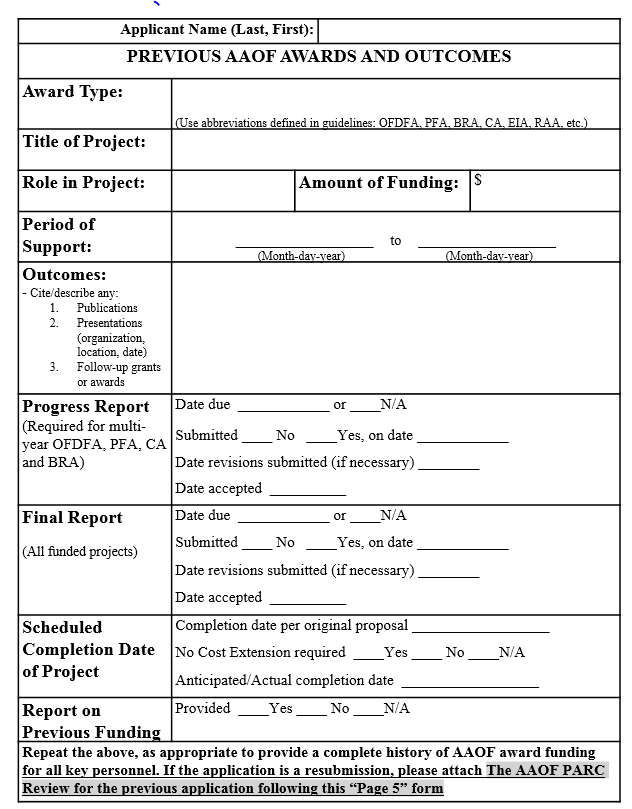 Applicant Name (Last, First):
PREVIOUS AAOF AWARDS AND OUTCOMES
Award Type:
(Use abbreviations defined in guidelines: OFDFA, PFA, BRA, CA, EIA, RAA, etc.)
Title of Project:
Role in Project:
Amount of Funding:
$
Period of
Support:
____________________ to ____________________
(Month-day-year) (Month-day-year)
Outcomes:
- Cite/describe any:
1. Publications
2. Presentations
(organization,
location, date)
3. Follow-up grants
or awards
Progress Report
(Required for multi-
year OFDFA, PFA, CA
and BRA)
Date due ____________ or ____N/A
Submitted ____ No ____Yes, on date ____________
Date revisions submitted (if necessary) ________
Date accepted __________
Final Report
(All funded projects)
Date due ____________ or ____N/A
Submitted ____ No ____Yes, on date ____________
Date revisions submitted (if necessary) ________
Date accepted __________
Scheduled
Completion Date
of Project
Completion date per original proposal __________________
No Cost Extension required ____Yes ____ No ____N/A
Anticipated/Actual completion date __________________
Report on
Previous Funding
Provided ____Yes ____ No ____N/A
Repeat the above, as appropriate to provide a complete history of AAOF award funding
for all key personnel. If the application is a resubmission, please attach The AAOF PARC
Review for the previous application following this “Page 5” form